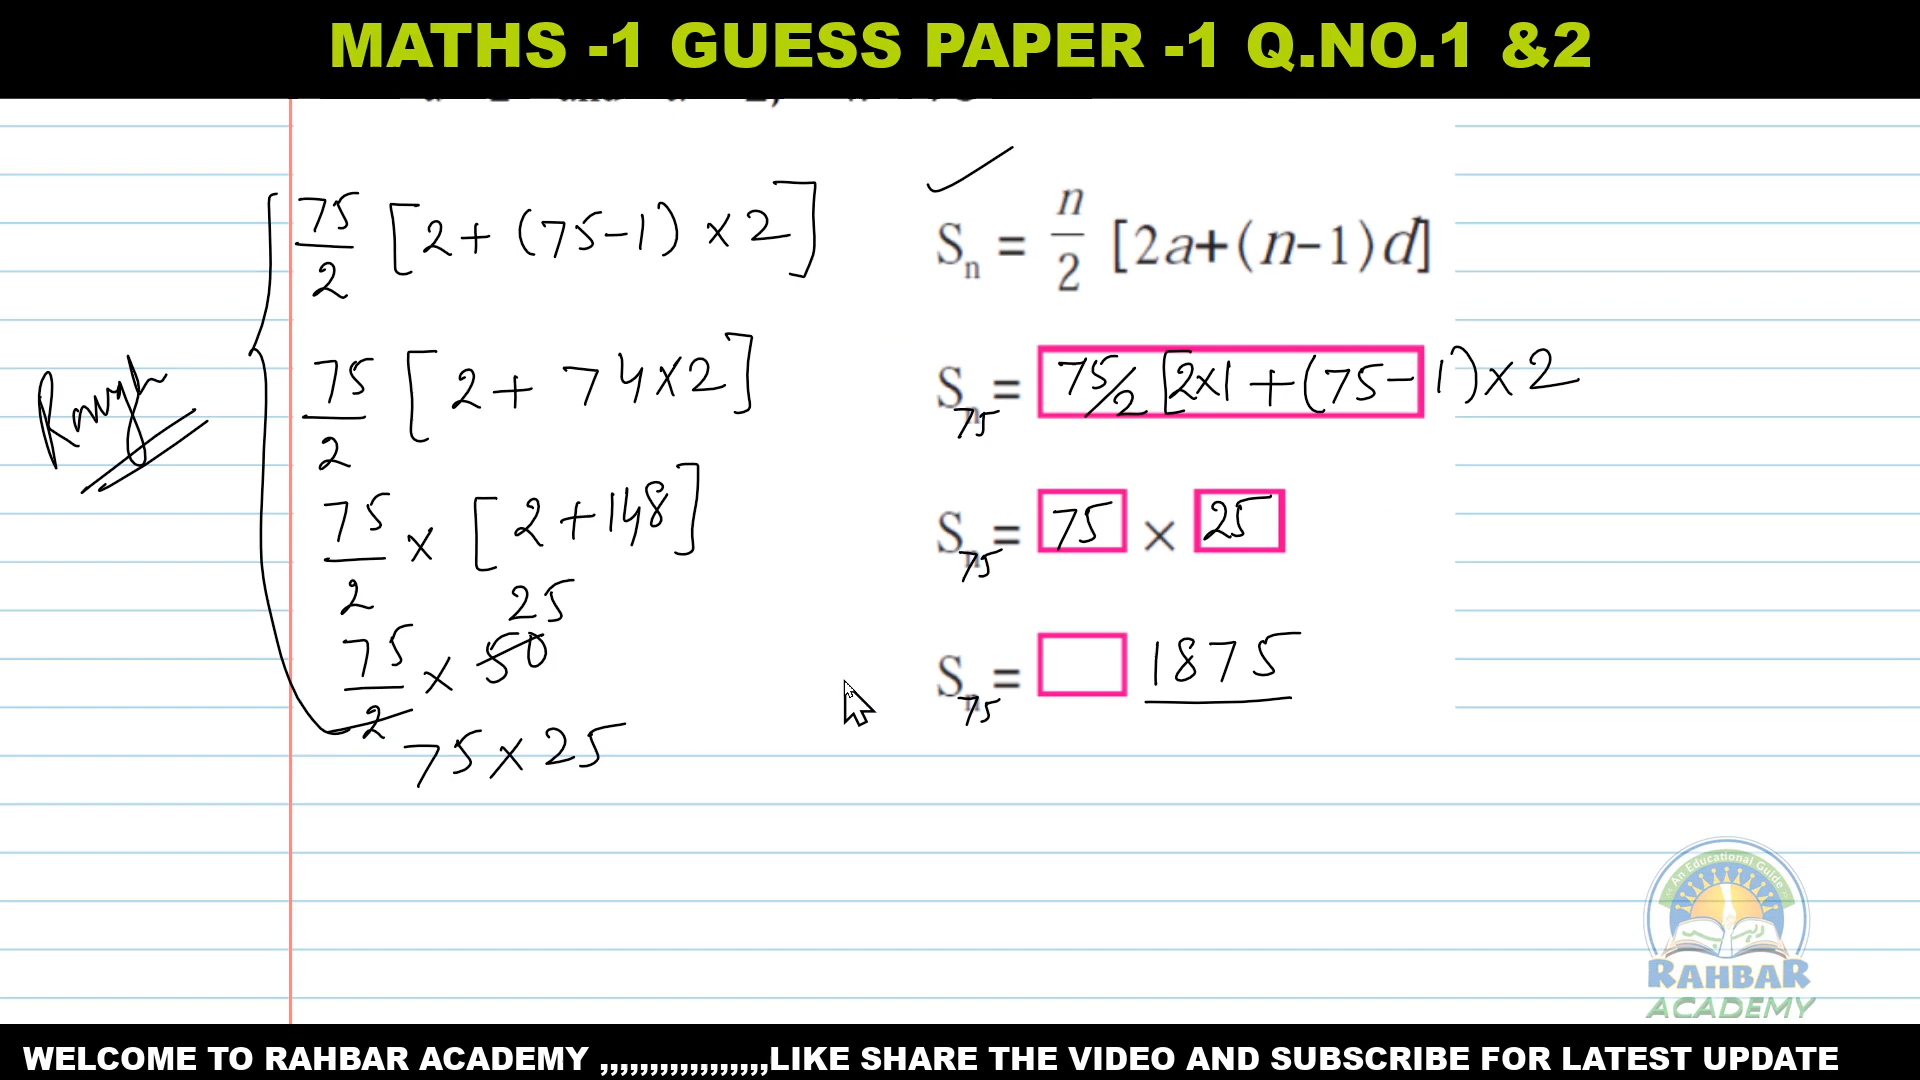 MATHS -1 GUESS PAPER -1 Q.NO.1 &2
75/2 [2+(75-1)×2]
75/2 [2+74×2]
75/2 × [2+148]
25
75/2 × 50
75×25
Rough
Sn = n/2 [2a+(n-1)d]
S75 = 75/2 [2×1+(75-1)×2
S75 = 75 × 25
S75 = 1875
An Educational Guide
RAHBAR
ACADEMY
WELCOME TO RAHBAR ACADEMY ,,,,,,,,,,,,,,,,,LIKE SHARE THE VIDEO AND SUBSCRIBE FOR LATEST UPDATE